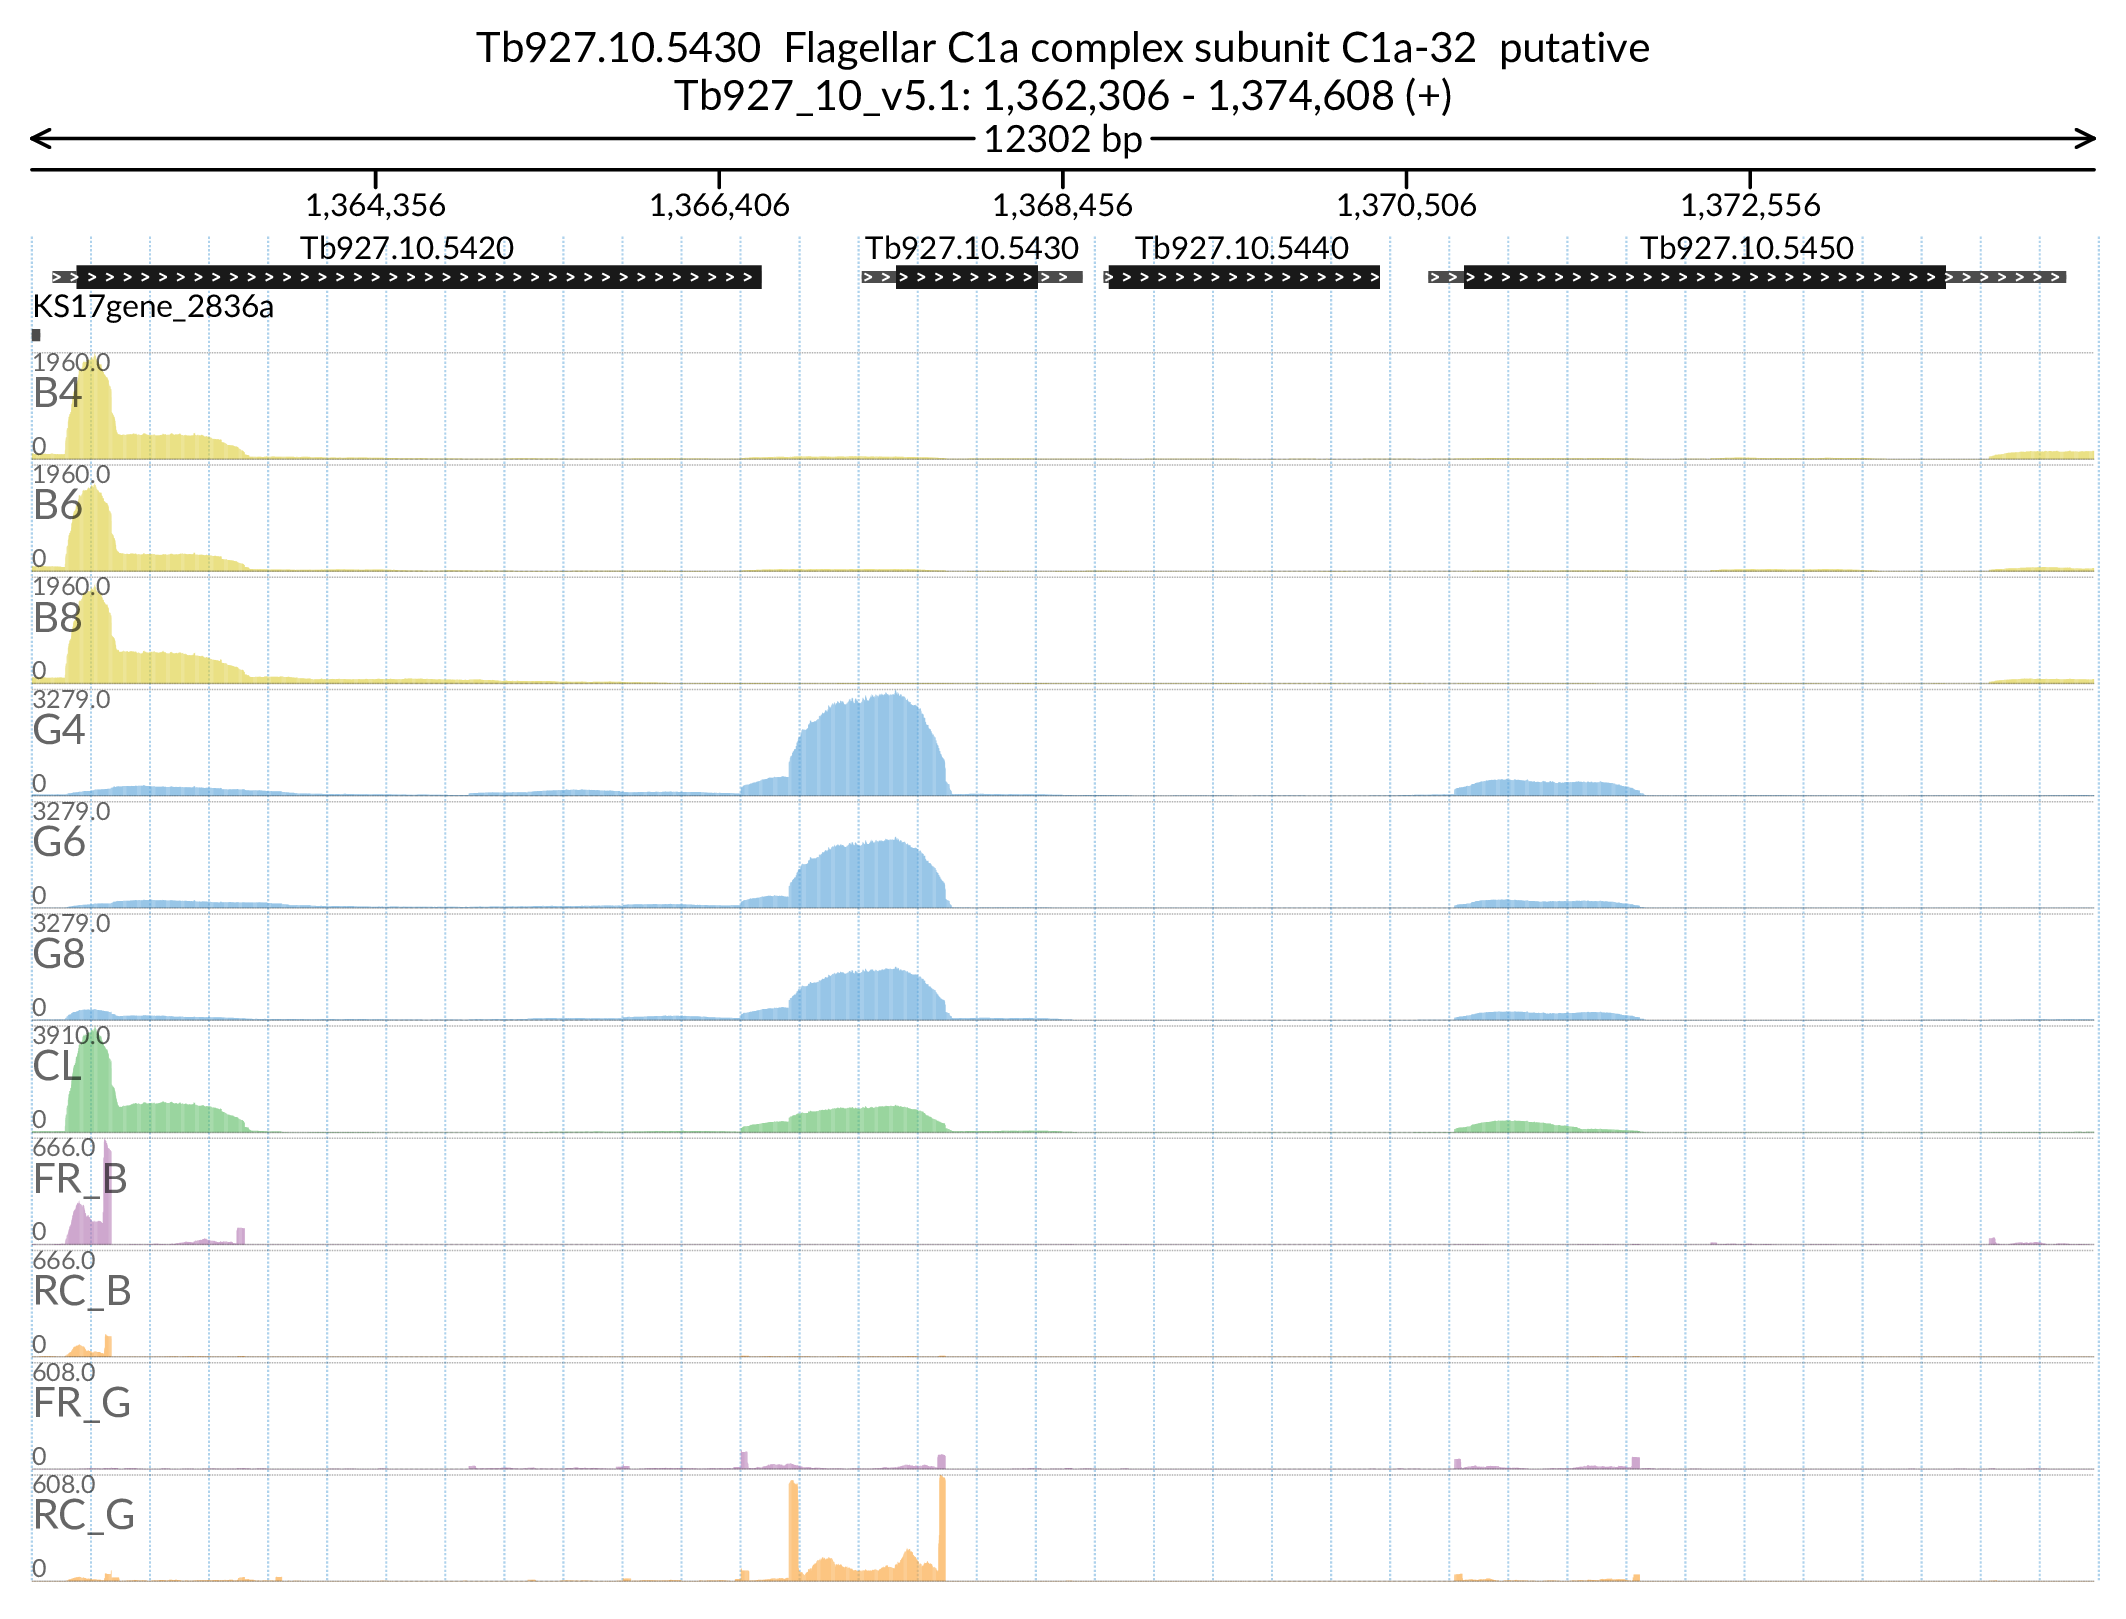 Tb927.10.5430  Flagellar C1a complex subunit C1a-32  putative
Tb927_10_v5.1: 1,362,306 - 1,374,608 (+)
12302 bp
1,364,356 1,366,406 1,368,456 1,370,506 1,372,556
Tb927.10.5420 Tb927.10.5430 Tb927.10.5440 Tb927.10.5450
KS17gene_2836a
1960.0
B4
0
1960.0
B6
0
1960.0
B8
0
3279.0
G4
0
3279.0
G6
0
3279.0
G8
0
3910.0
CL
0
666.0
FR_B
0
666.0
RC_B
0
608.0
FR_G
0
608.0
RC_G
0